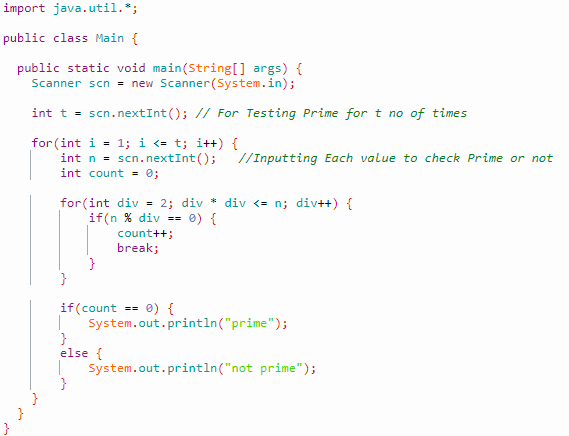 import java.util.*;
public class Main {
public static void main(String[] args) {
Scanner scn = new Scanner(System.in);
int t = scn.nextInt(); // For Testing Prime for t no of times
for(int i = 1; i <= t; i++) {
int n = scn.nextInt();   //Inputting Each value to check Prime or not
int count = 0;
for(int div = 2; div * div <= n; div++) {
if(n % div == 0) {
count++;
break;
}
}
if(count == 0) {
System.out.println("prime");
}
else {
System.out.println("not prime");
}
}
}
}